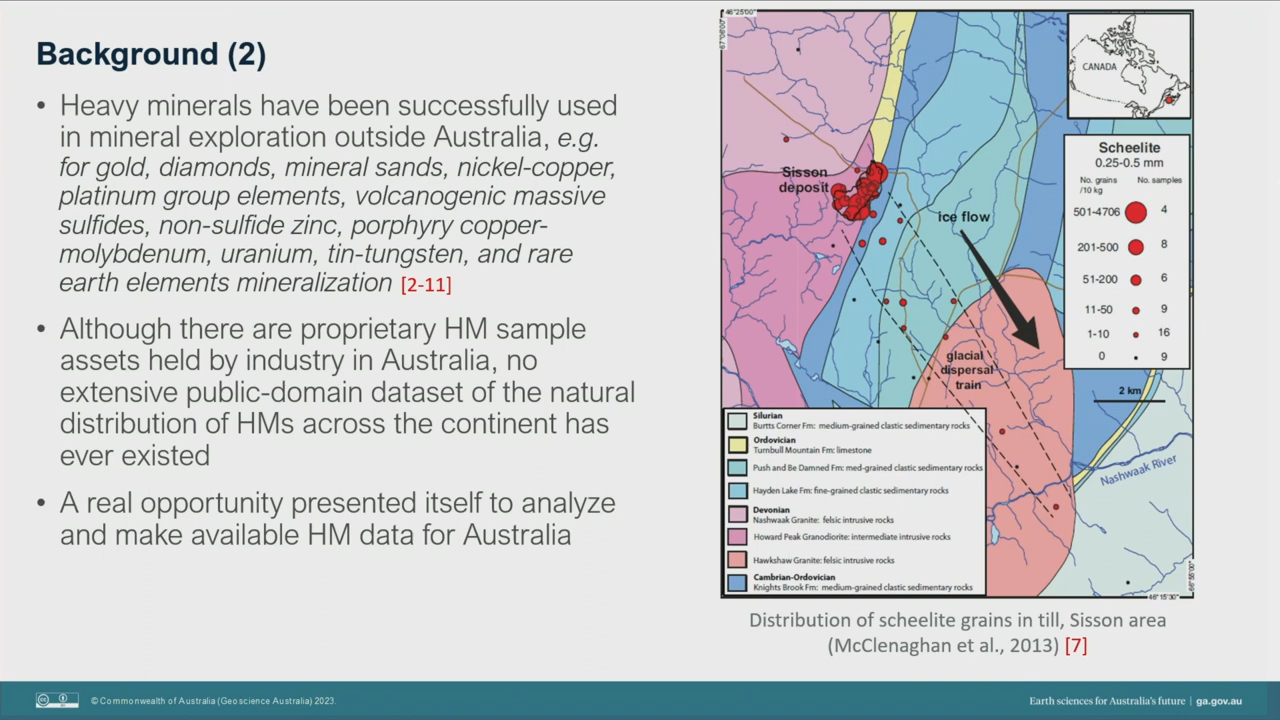 Background (2)
• Heavy minerals have been successfully used
in mineral exploration outside Australia, e.g.
for gold, diamonds, mineral sands, nickel-copper,
platinum group elements, volcanogenic massive
sulfides, non-sulfide zinc, porphyry copper-
molybdenum, uranium, tin-tungsten, and rare
earth elements mineralization [2-11]
• Although there are proprietary HM sample
assets held by industry in Australia, no
extensive public-domain dataset of the natural
distribution of HMs across the continent has
ever existed
• A real opportunity presented itself to analyze
and make available HM data for Australia
46°25'00"
CANADA
Scheelite
0.25-0.5 mm
No. grains No. samples
/10 kg
501-4706 4
201-500 8
51-200 6
11-50 9
1-10 16
0 9
2 km
Sisson
deposit
ice flow
glacial
dispersal
train
Nashwaak River
Silurian
Burtts Corner Fm: medium-grained clastic sedimentary rocks
Ordovician
Turnbull Mountain Fm: limestone
Push and Be Damned Fm: med-grained clastic sedimentary rocks
Hayden Lake Fm: fine-grained clastic sedimentary rocks
Devonian
Nashwaak Granite: felsic intrusive rocks
Howard Peak Granodiorite: intermediate intrusive rocks
Hawkshaw Granite: felsic intrusive rocks
Cambrian-Ordovician
Knights Brook Fm: medium-grained clastic sedimentary rocks
46°15'30"
Distribution of scheelite grains in till, Sisson area
(McClenaghan et al., 2013) [7]
© Commonwealth of Australia (Geoscience Australia) 2023.
Earth sciences for Australia's future | ga.gov.au